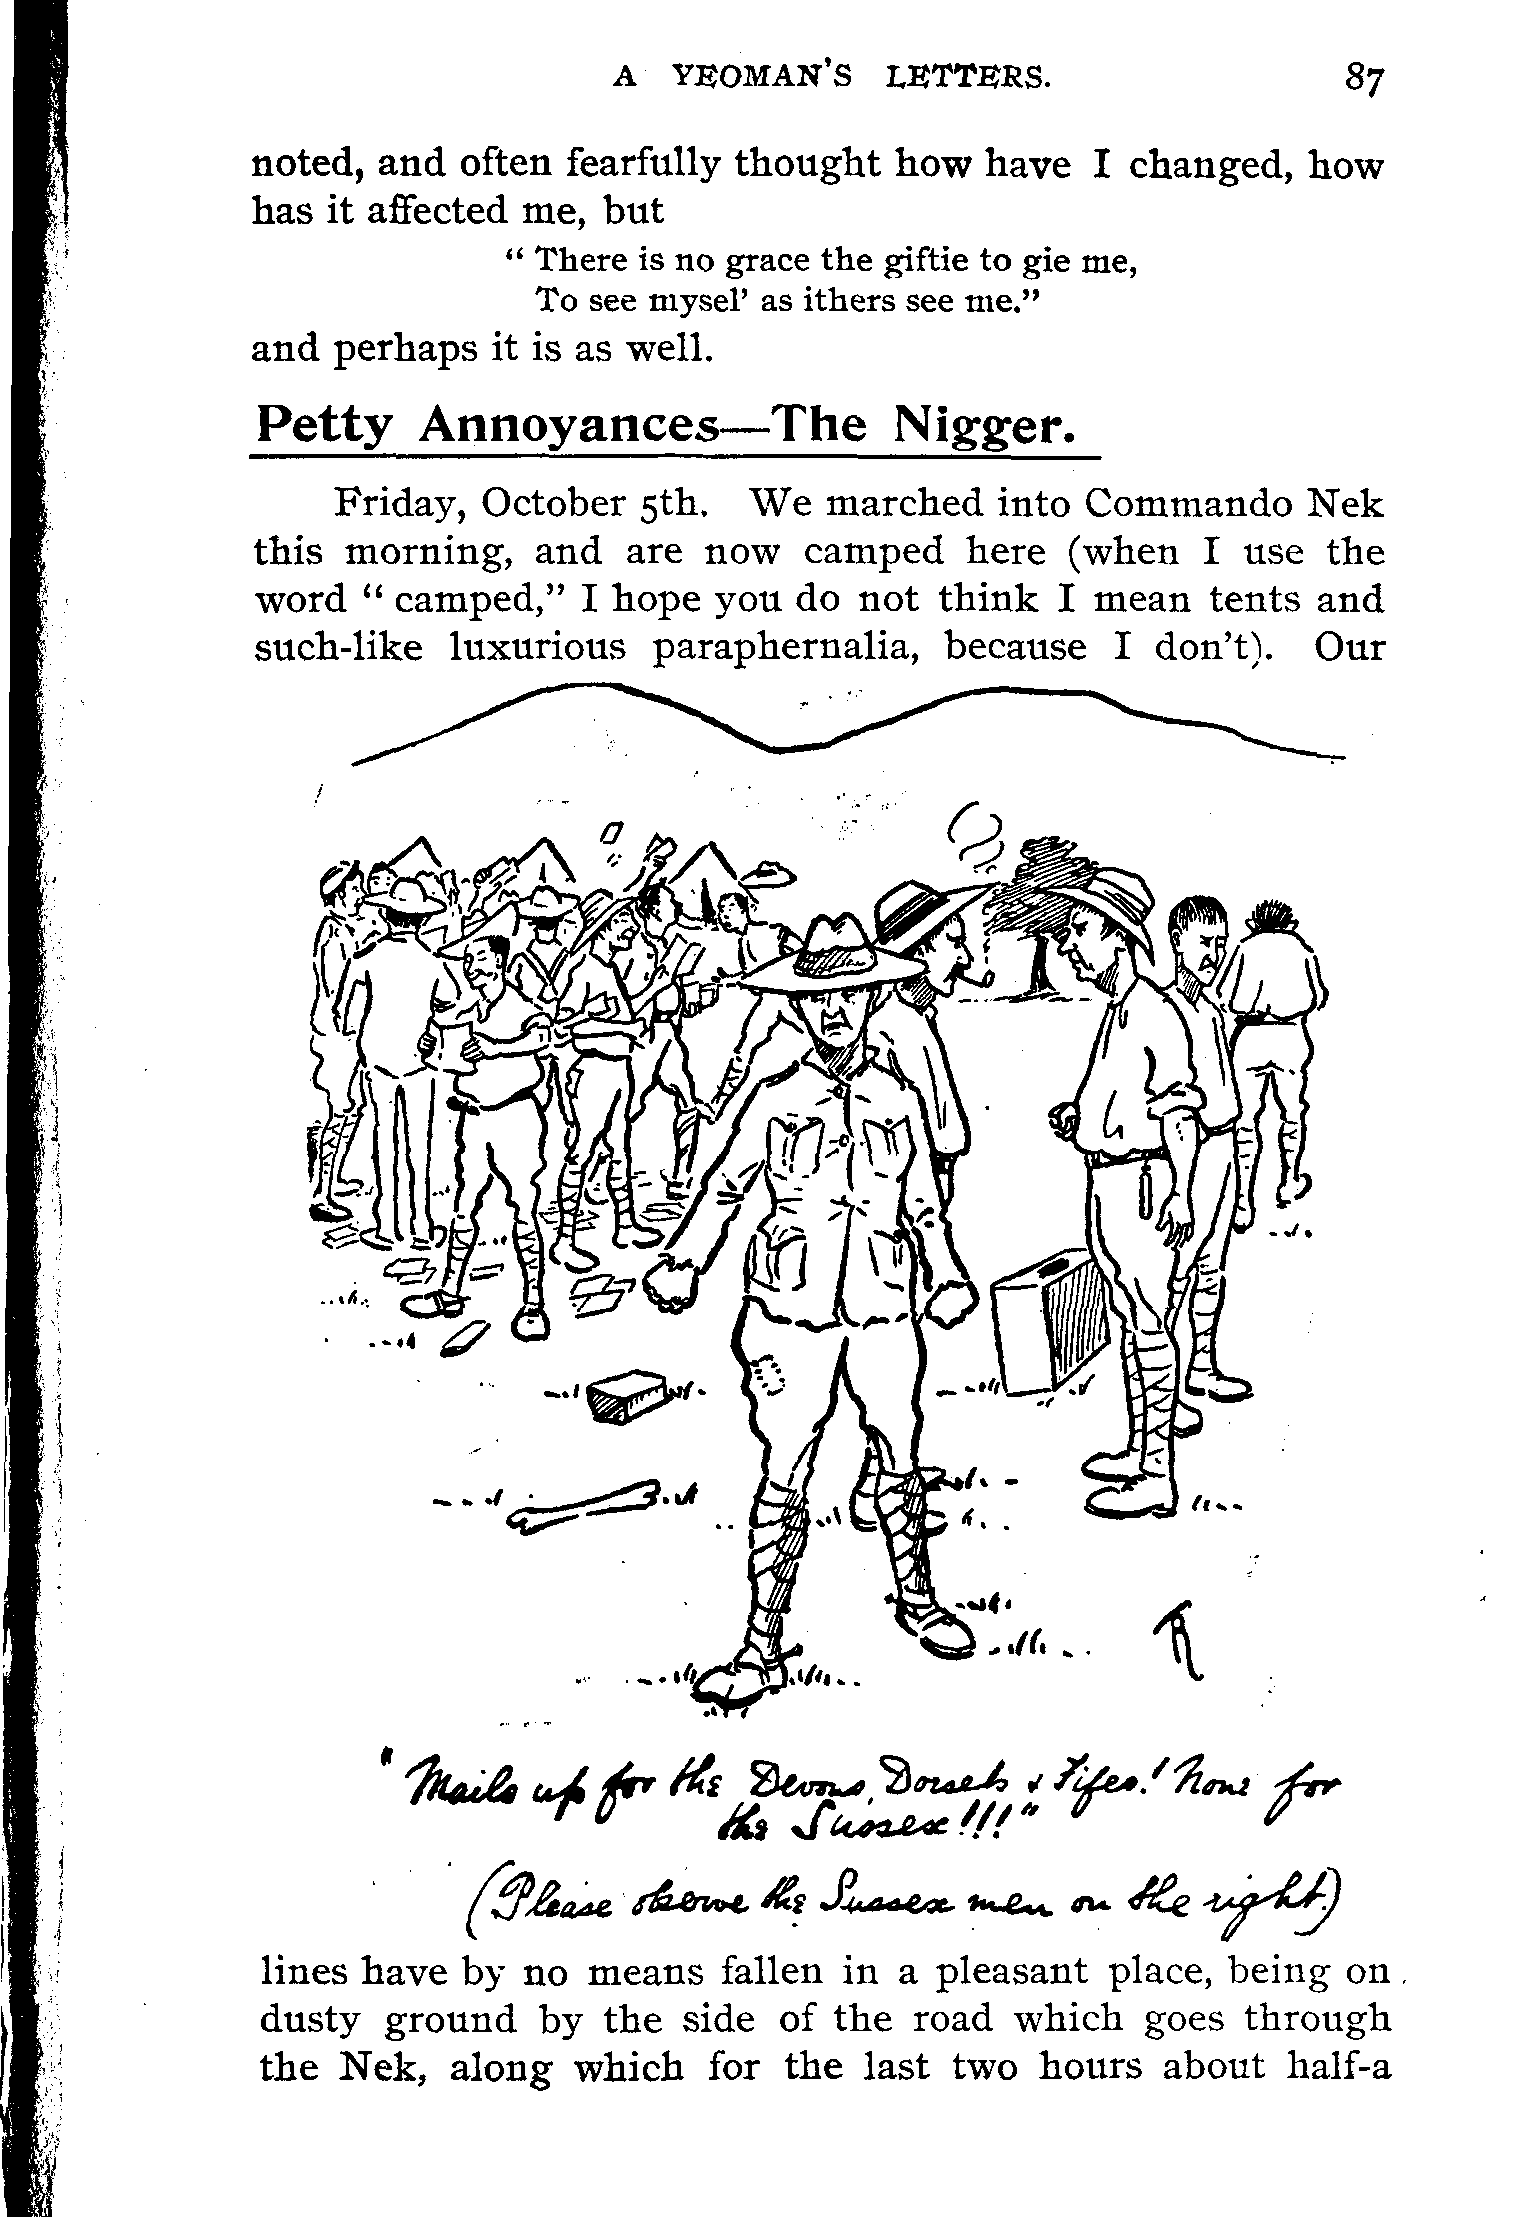 A YEOMAN'S LETTERS. 87
noted, and often fearfully thought how have I changed, how
has it affected me, but
“ There is no grace the giftie to gie me,
To see mysel’ as ithers see me.”
and perhaps it is as well.
Petty Annoyances—The Nigger.
Friday, October 5th. We marched into Commando Nek
this morning, and are now camped here (when I use the
word “ camped,” I hope you do not think I mean tents and
such-like luxurious paraphernalia, because I don’t). Our
"Mails up for the Devons, Dorsets & Fifes! None for
the Sussex!!!"
(Please observe the Sussex men on the right.)
lines have by no means fallen in a pleasant place, being on
dusty ground by the side of the road which goes through
the Nek, along which for the last two hours about half-a